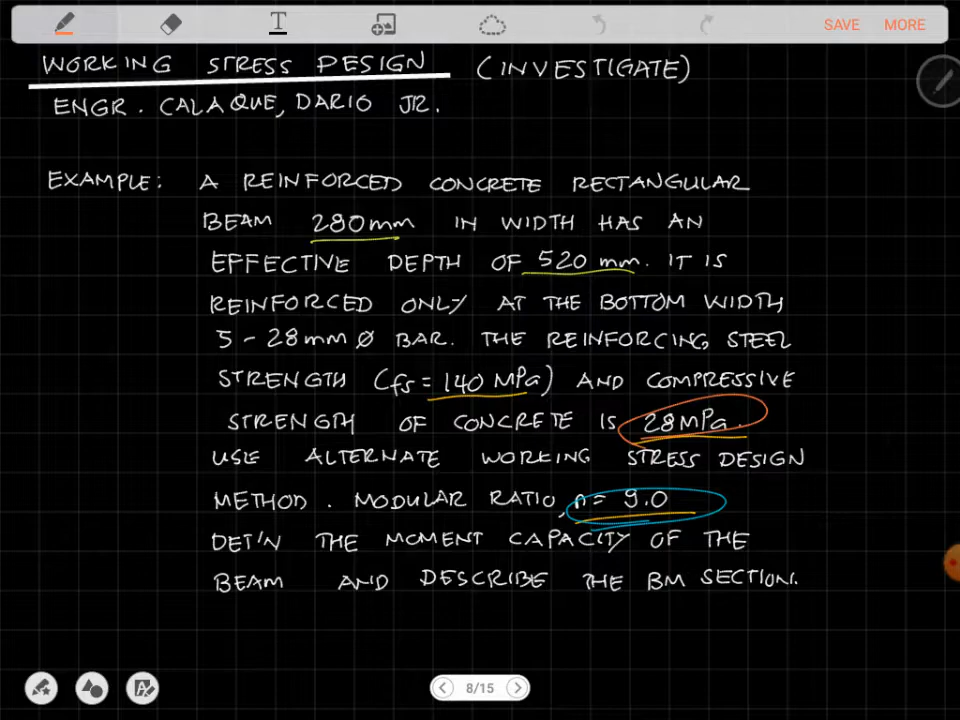 SAVE MORE
WORKING STRESS DESIGN (INVESTIGATE)
ENGR. CALAQUE, DARIO JR.
EXAMPLE: A REINFORCED CONCRETE RECTANGULAR
BEAM 280mm IN WIDTH HAS AN
EFFECTIVE DEPTH OF 520 mm. IT IS
REINFORCED ONLY AT THE BOTTOM WIDTH
5 - 28mm Ø BAR. THE REINFORCING STEEL
STRENGTH (fs = 140 MPa) AND COMPRESSIVE
STRENGTH OF CONCRETE IS 28MPa.
USE ALTERNATE WORKING STRESS DESIGN
METHOD. MODULAR RATIO, n = 9.0
DET'N THE MOMENT CAPACITY OF THE
BEAM AND DESCRIBE THE BM SECTION.
8/15